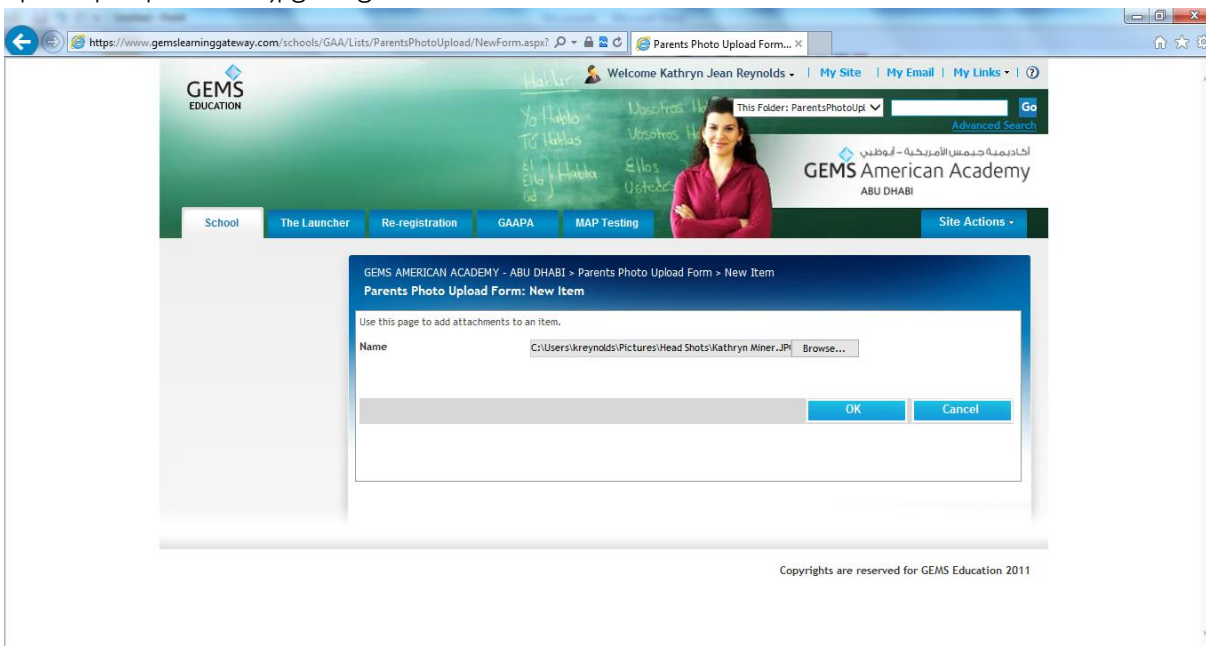 https://www.gemslearninggateway.com/schools/GAA/Lists/ParentsPhotoUpload/NewForm.aspx?
Parents Photo Upload Form...
GEMS
EDUCATION
Welcome Kathryn Jean Reynolds
My Site | My Email | My Links
Hablar
Yo Hablo
Tú Hablas
él
Ella
Ud
Habla
Nosotros
Vosotros
Ellos
Ustedes
This Folder: ParentsPhotoUpl
Go
Advanced Search
أكاديمية جيمس الأمريكية - أبوظبي
GEMS American Academy
ABU DHABI
School
The Launcher
Re-registration
GAAPA
MAP Testing
Site Actions
GEMS AMERICAN ACADEMY - ABU DHABI > Parents Photo Upload Form > New Item
Parents Photo Upload Form: New Item
Use this page to add attachments to an item.
Name
C:\Users\kreynolds\Pictures\Head Shots\Kathryn Miner.JP
Browse...
OK
Cancel
Copyrights are reserved for GEMS Education 2011